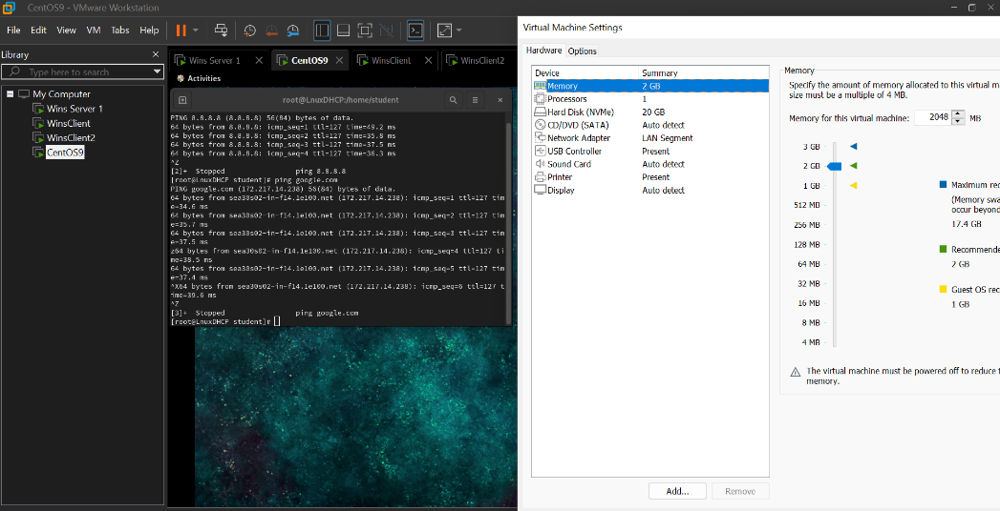 CentOS9 - VMware Workstation
File Edit View VM Tabs Help
Library
Type here to search
My Computer
Wins Server 1
WinsClient
WinsClient2
CentOS9
Wins Server 1
CentOS9
WinsClient
WinsClient2
Activities
root@LnuxDHCP:/home/student
PING 8.8.8.8 (8.8.8.8) 56(84) bytes of data.
64 bytes from 8.8.8.8: icmp_seq=1 ttl=127 time=49.2 ms
64 bytes from 8.8.8.8: icmp_seq=2 ttl=127 time=35.8 ms
64 bytes from 8.8.8.8: icmp_seq=3 ttl=127 time=37.5 ms
64 bytes from 8.8.8.8: icmp_seq=4 ttl=127 time=36.3 ms
^Z
[2]+ Stopped ping 8.8.8.8
[root@LnuxDHCP student]# ping google.com
PING google.com (172.217.14.238) 56(84) bytes of data.
64 bytes from sea30s02-in-f14.1e100.net (172.217.14.238): icmp_seq=1 ttl=127 tim
e=34.6 ms
64 bytes from sea30s02-in-f14.1e100.net (172.217.14.238): icmp_seq=2 ttl=127 tim
e=35.7 ms
64 bytes from sea30s02-in-f14.1e100.net (172.217.14.238): icmp_seq=3 ttl=127 tim
e=37.5 ms
z64 bytes from sea30s02-in-f14.1e100.net (172.217.14.238): icmp_seq=4 ttl=127 ti
me=38.5 ms
64 bytes from sea30s02-in-f14.1e100.net (172.217.14.238): icmp_seq=5 ttl=127 tim
e=37.4 ms
^X64 bytes from sea30s02-in-f14.1e100.net (172.217.14.238): icmp_seq=6 ttl=127 t
ime=39.6 ms
^Z
[3]+ Stopped ping google.com
[root@LnuxDHCP student]#
Virtual Machine Settings
Hardware Options
Device Summary
Memory 2 GB
Processors 1
Hard Disk (NVMe) 20 GB
CD/DVD (SATA) Auto detect
Network Adapter LAN Segment
USB Controller Present
Sound Card Auto detect
Printer Present
Display Auto detect
Add... Remove
Memory
Specify the amount of memory allocated to this virtual m
size must be a multiple of 4 MB.
Memory for this virtual machine: 2048 MB
3 GB
2 GB
1 GB
512 MB
256 MB
128 MB
64 MB
32 MB
16 MB
8 MB
4 MB
Maximum rec
(Memory swa
occur beyond
17.4 GB
Recommende
2 GB
Guest OS rec
1 GB
The virtual machine must be powered off to reduce t
memory.